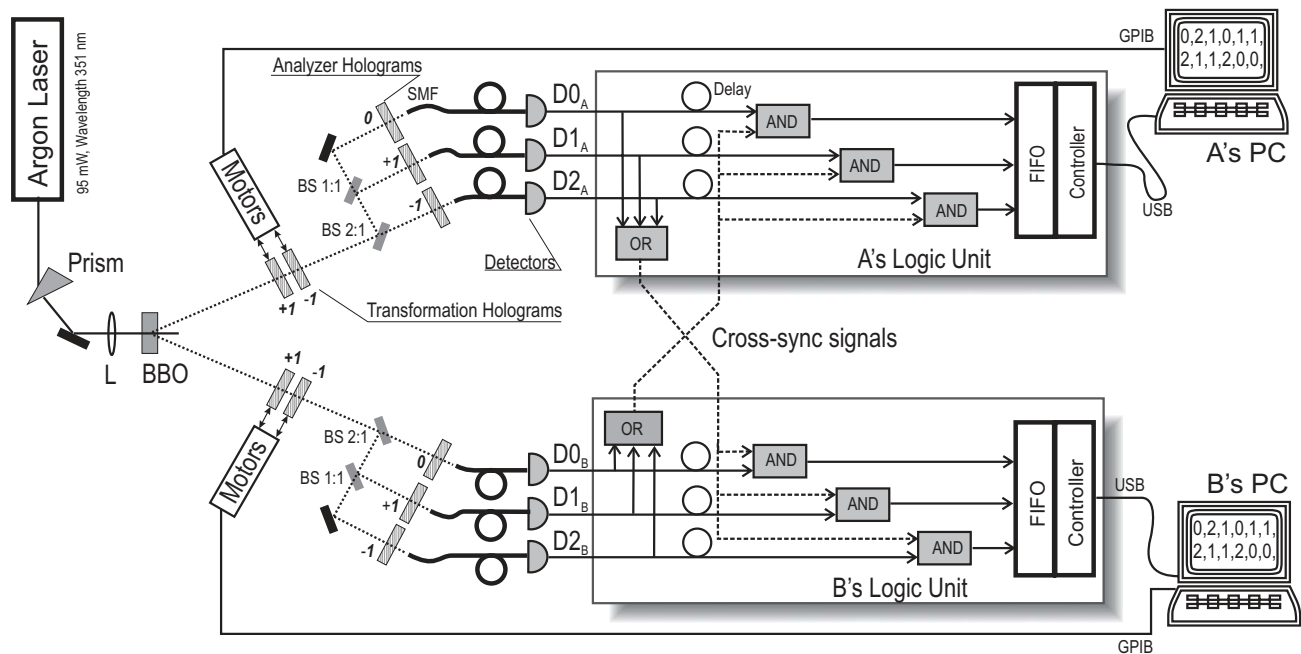 Argon Laser
95 mW, Wavelength 351 nm
Prism
L
BBO
Motors
+1
-1
Transformation Holograms
Analyzer Holograms
SMF
0
+1
-1
BS 1:1
BS 2:1
Detectors
D0A
D1A
D2A
Delay
AND
AND
AND
OR
A's Logic Unit
FIFO
Controller
GPIB
0,2,1,0,1,1,
2,1,1,2,0,0,
A's PC
USB
Cross-sync signals
+1
-1
Motors
BS 2:1
BS 1:1
0
+1
-1
D0B
D1B
D2B
OR
AND
AND
AND
B's Logic Unit
FIFO
Controller
USB
B's PC
0,2,1,0,1,1,
2,1,1,2,0,0,
GPIB